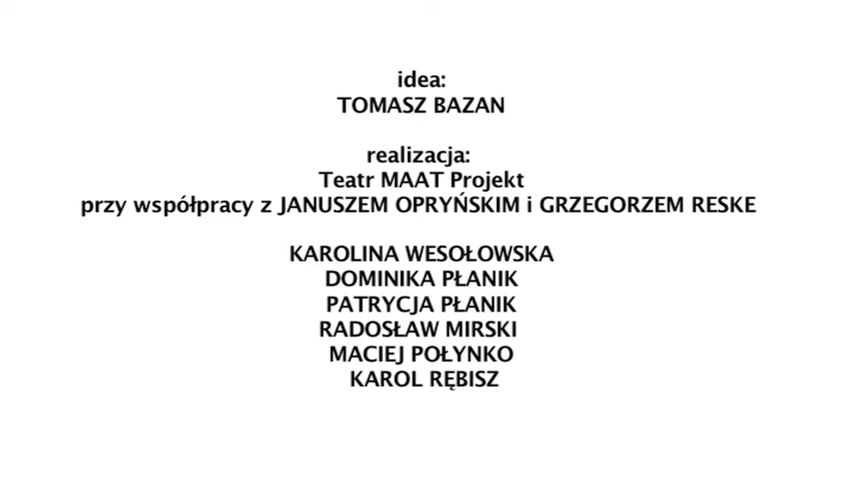 idea:
TOMASZ BAZAN
realizacja:
Teatr MAAT Projekt
przy współpracy z JANUSZEM OPRYŃSKIM i GRZEGORZEM RESKE
KAROLINA WESOŁOWSKA
DOMINIKA PŁANIK
PATRYCJA PŁANIK
RADOSŁAW MIRSKI
MACIEJ POŁYNKO
KAROL RĘBISZ